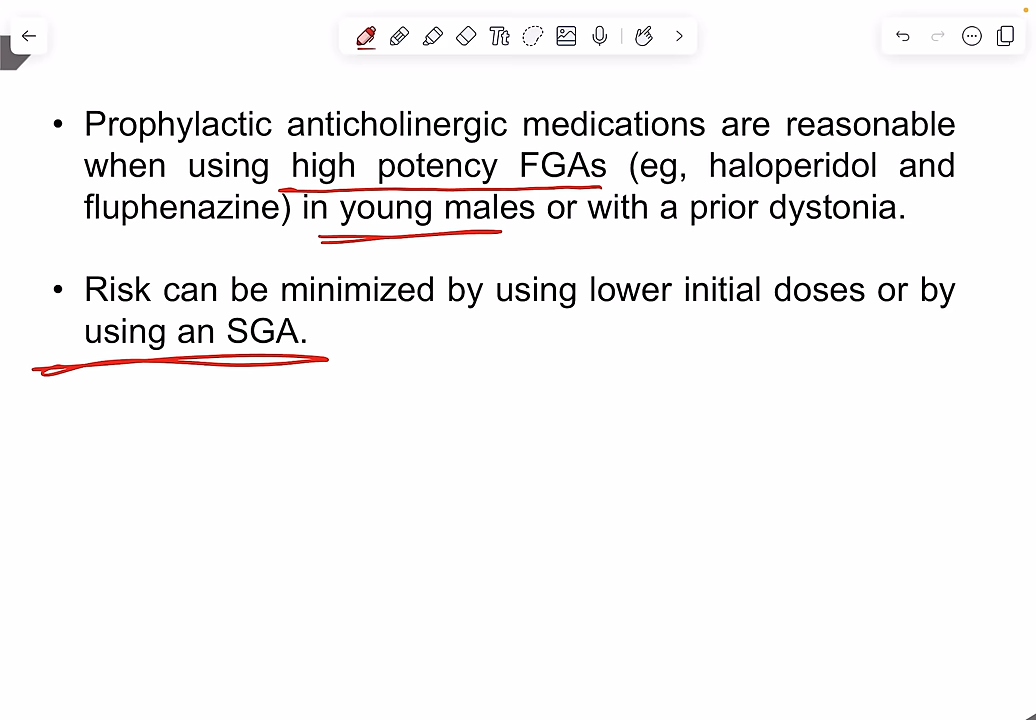 Tt
• Prophylactic anticholinergic medications are reasonable
when using high potency FGAs (eg, haloperidol and
fluphenazine) in young males or with a prior dystonia.
• Risk can be minimized by using lower initial doses or by
using an SGA.